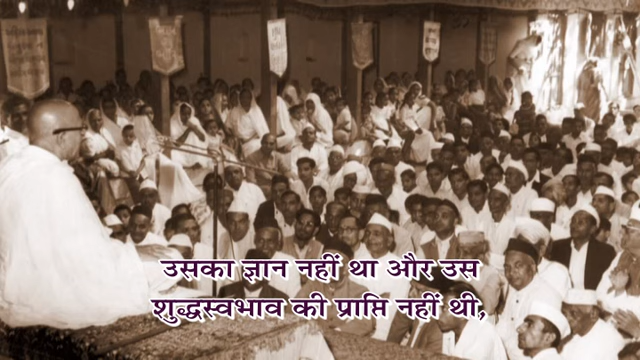 उसका ज्ञान नहीं था और उस
शुद्धस्वभाव की प्राप्ति नहीं थी,